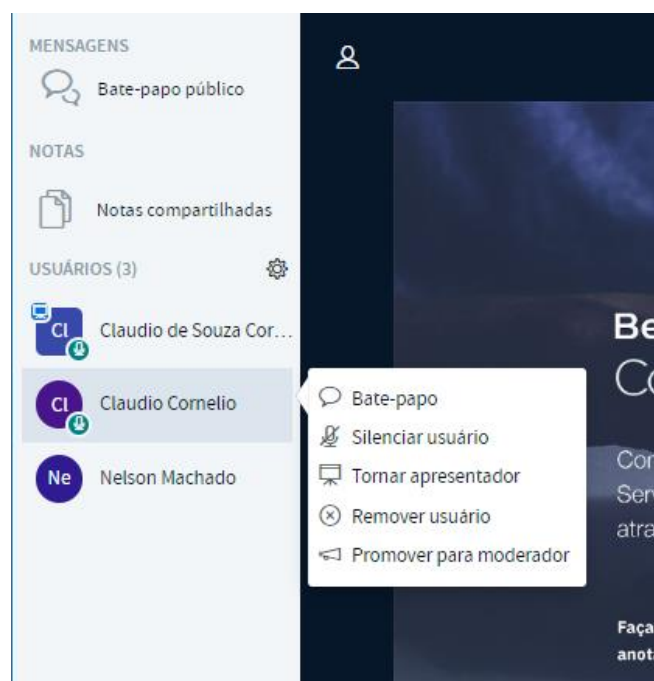 MENSAGENS
Bate-papo público
NOTAS
Notas compartilhadas
USUÁRIOS (3)
Cl Claudio de Souza Cor...
Cl Claudio Cornelio
Ne Nelson Machado
Bate-papo
Silenciar usuário
Tornar apresentador
Remover usuário
Promover para moderador
Be
Co
Con
Ser
atra
Faça
anot